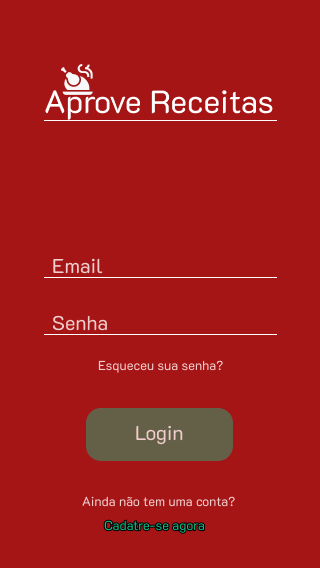 Aprove Receitas
Email
Senha
Esqueceu sua senha?
Login
Ainda não tem uma conta?
Cadatre-se agora